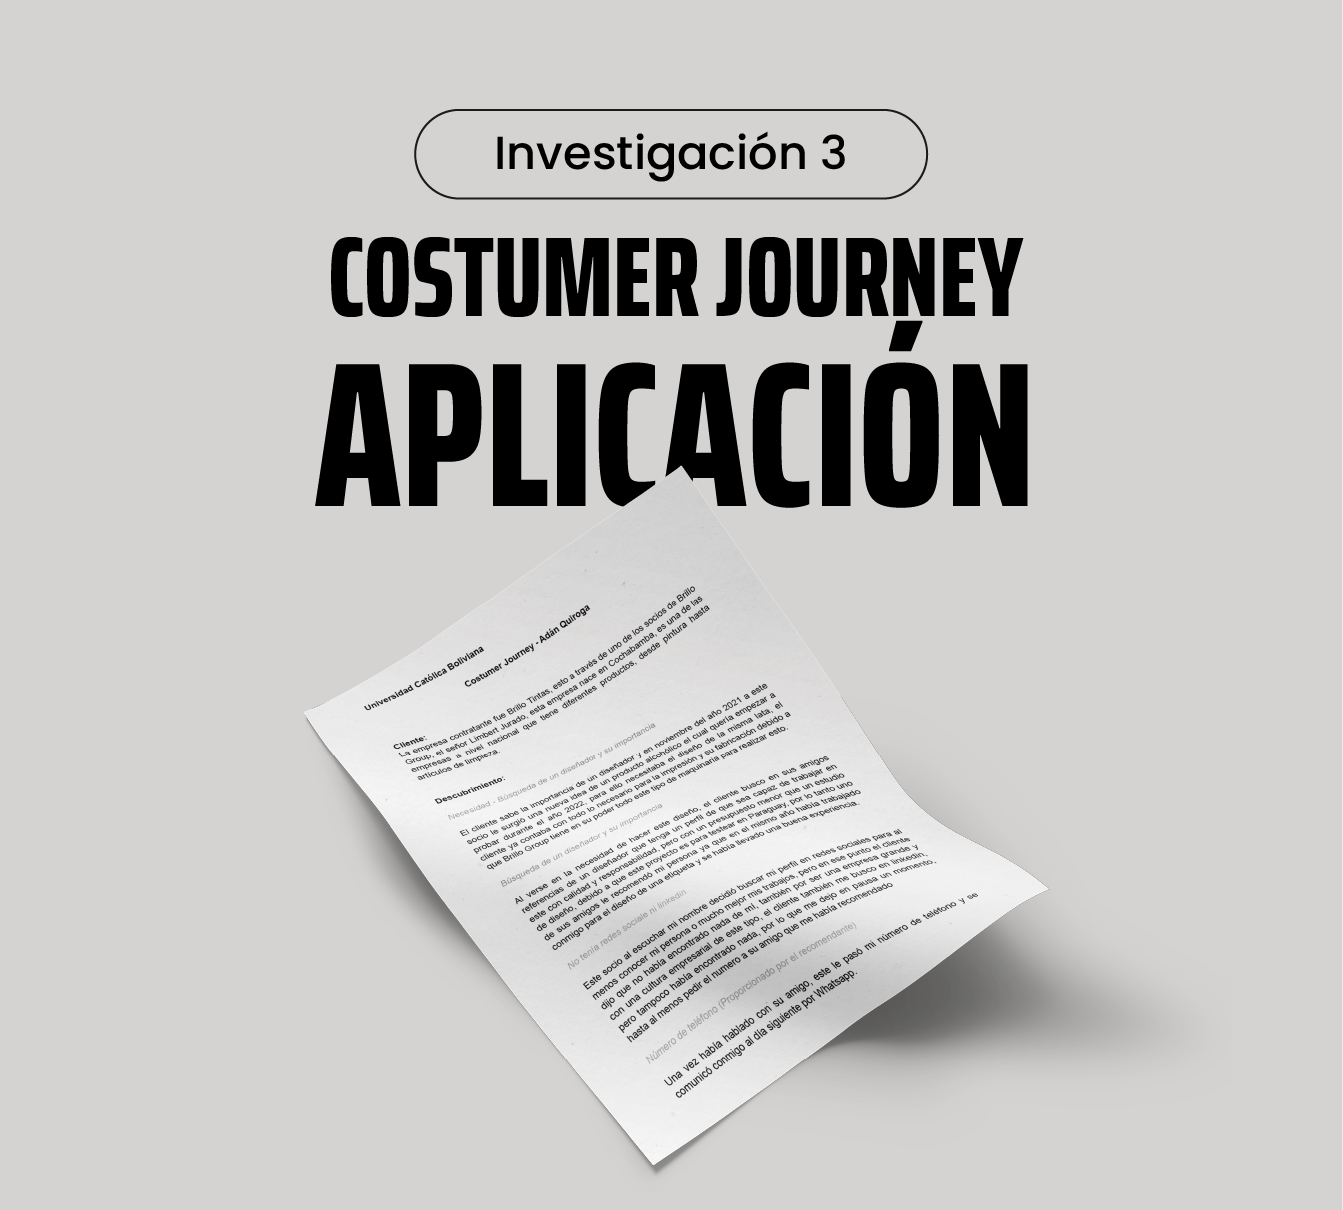 Investigación 3
COSTUMER JOURNEY
APLICACIÓN
Universidad Católica Boliviana
Costumer Journey - Adán Quiroga
Cliente:
La empresa contratante fue Brillo Tintas, esto a través de uno de los socios de Brillo
Group, el señor Limbert Jurado, esta empresa nace en Cochabamba, es una de las
empresas a nivel nacional que tiene diferentes productos, desde pintura hasta
artículos de limpieza.
Descubrimiento:
Necesidad - Búsqueda de un diseñador y su importancia
El cliente sabe la importancia de un diseñador y en noviembre del año 2021 a este
socio le surgió una nueva idea de un producto alcohólico el cual quería empezar a
probar durante el año 2022, para ello necesitaba el diseño de la misma lata, el
cliente ya contaba con todo lo necesario para la impresión y su fabricación debido a
que Brillo Group tiene en su poder todo este tipo de maquinaria para realizar esto.
Búsqueda de un diseñador y su importancia
Al verse en la necesidad de hacer este diseño, el cliente busco en sus amigos
referencias de un diseñador que tenga un perfil de que sea capaz de trabajar en
este con calidad y responsabilidad, pero con un presupuesto menor que un estudio
de diseño, debido a que este proyecto es para testear en Paraguay, por lo tanto uno
de sus amigos le recomendó mi persona ya que en el mismo año había trabajado
conmigo para el diseño de una etiqueta y se había llevado una buena experiencia.
No tenía redes sociale ni linkedin
Este socio al escuchar mi nombre decidió buscar mi perfil en redes sociales para al
menos conocer mi persona o mucho mejor mis trabajos, pero en ese punto el cliente
dijo que no había encontrado nada de mí, también por ser una empresa grande y
con una cultura empresarial de este tipo, el cliente también me busco en linkedin,
pero tampoco había encontrado nada, por lo que me dejo en pausa un momento,
hasta al menos pedir el numero a su amigo que me había recomendado
Número de teléfono (Proporcionado por el recomendante)
Una vez había hablado con su amigo, este le pasó mi número de teléfono y se
comunicó conmigo al día siguiente por Whatsapp.